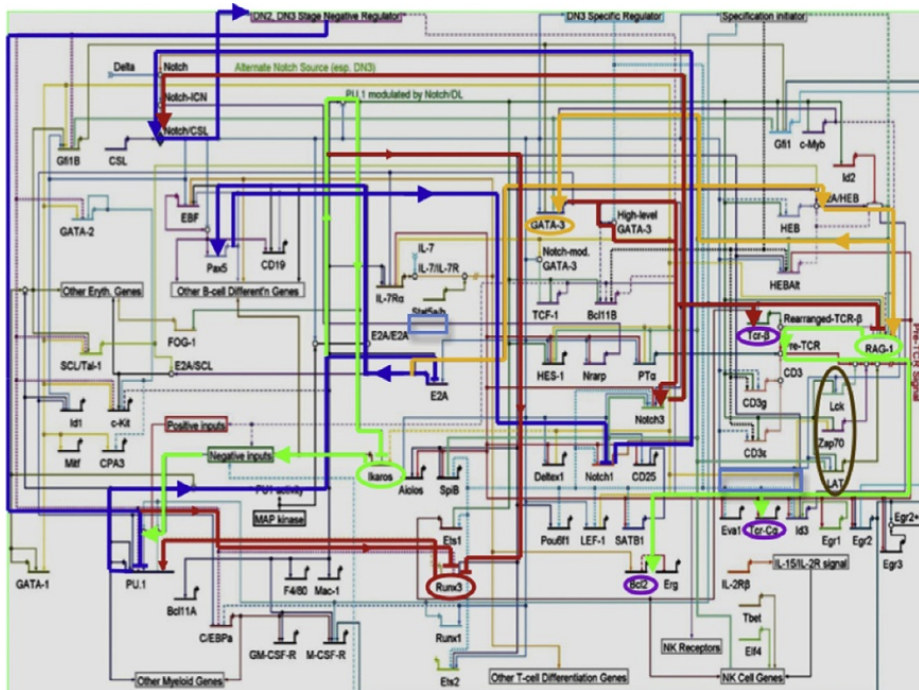 DN2, DN3 Stage Negative Regulator
DN3 Specific Regulator
Specification initiator
Delta
Notch
Alternate Notch Source (esp. DN3)
Notch-ICN
PU.1 modulated by Notch/DL
Notch/CSL
Gfi1B
CSL
Gfi1
c-Myb
Id2
EBF
E2A/HEB
GATA-2
GATA-3
High-level
GATA-3
HEB
Pax5
CD19
IL-7
IL-7/IL-7R
Notch-mod.
GATA-3
HEBAlt
Other Eryth. Genes
Other B-cell Different'n Genes
IL-7Rα
Stat5a/b
TCF-1
Bcl11B
Rearranged-TCR-β
FOG-1
E2A/E2A
Tcr-β
pre-TCR
RAG-1
SCL/Tal-1
E2A/SCL
E2A
HES-1
Nrarp
PTα
CD3
Id1
c-Kit
Notch3
CD3g
Lck
Positive inputs
Zap70
Mitf
CPA3
Negative inputs
Ikaros
Aiolos
SpiB
Deltex1
Notch1
CD25
CD3ε
LAT
PU1 activity
MAP kinase
Ets1
Pou6f1
LEF-1
SATB1
Eva1
Tcr-Cα
Id3
Egr1
Egr2
Egr2+
Egr3
GATA-1
PU.1
F4/80
Mac-1
Runx3
Bcl2
Erg
IL-2Rβ
IL-15/IL-2R signal
Bcl11A
Tbet
C/EBPa
Runx1
GM-CSF-R
M-CSF-R
Elf4
NK Receptors
Other Myeloid Genes
Ets2
Other T-cell Differentiation Genes
NK Cell Genes